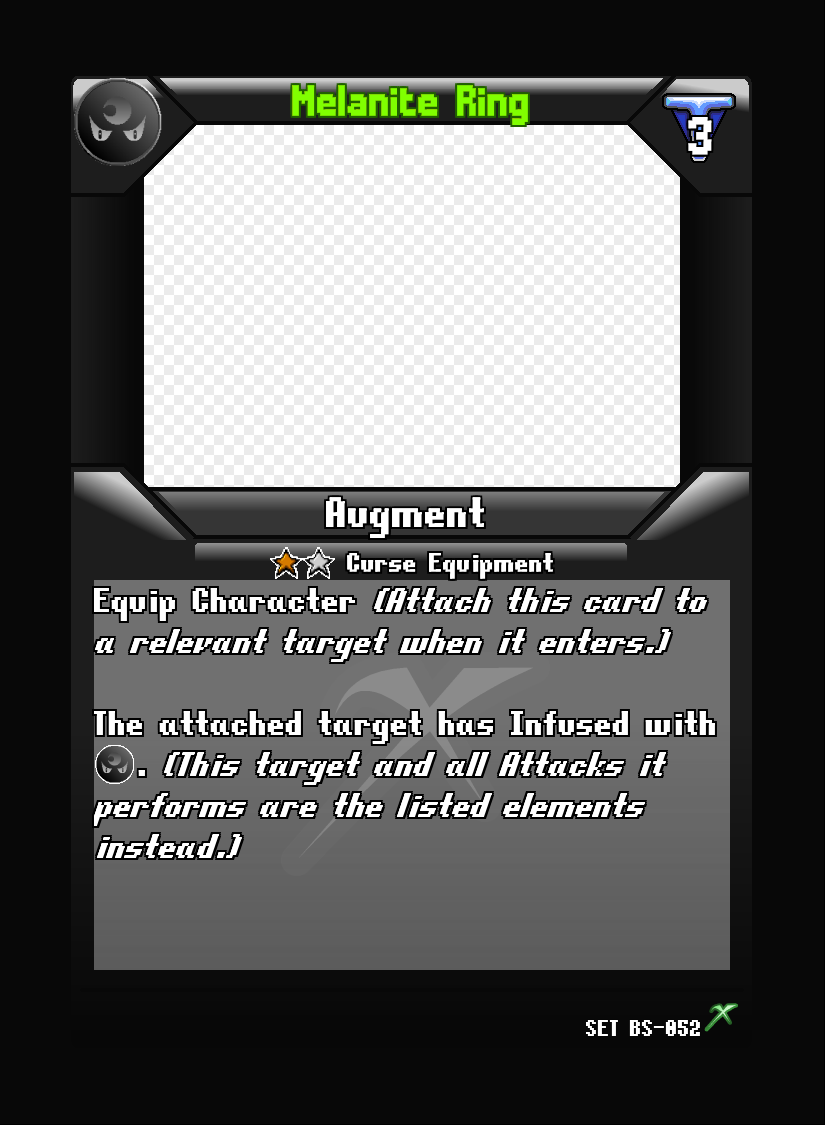 Melanite Ring
3
Augment
Curse Equipment
Equip Character (Attach this card to
a relevant target when it enters.)
The attached target has Infused with
. (This target and all Attacks it
performs are the listed elements
instead.)
SET BS-052